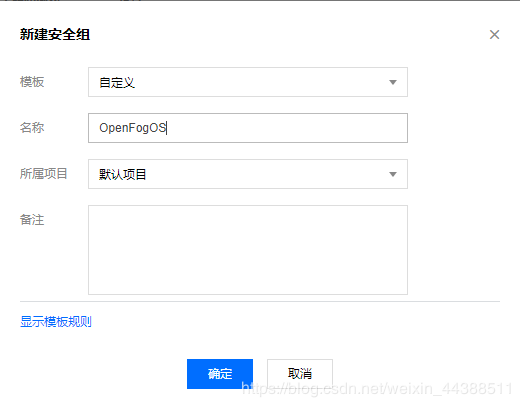 新建安全组
模板 自定义
名称 OpenFogOS
所属项目 默认项目
备注
显示模板规则
确定 取消
https://blog.csdn.net/weixin_44388511